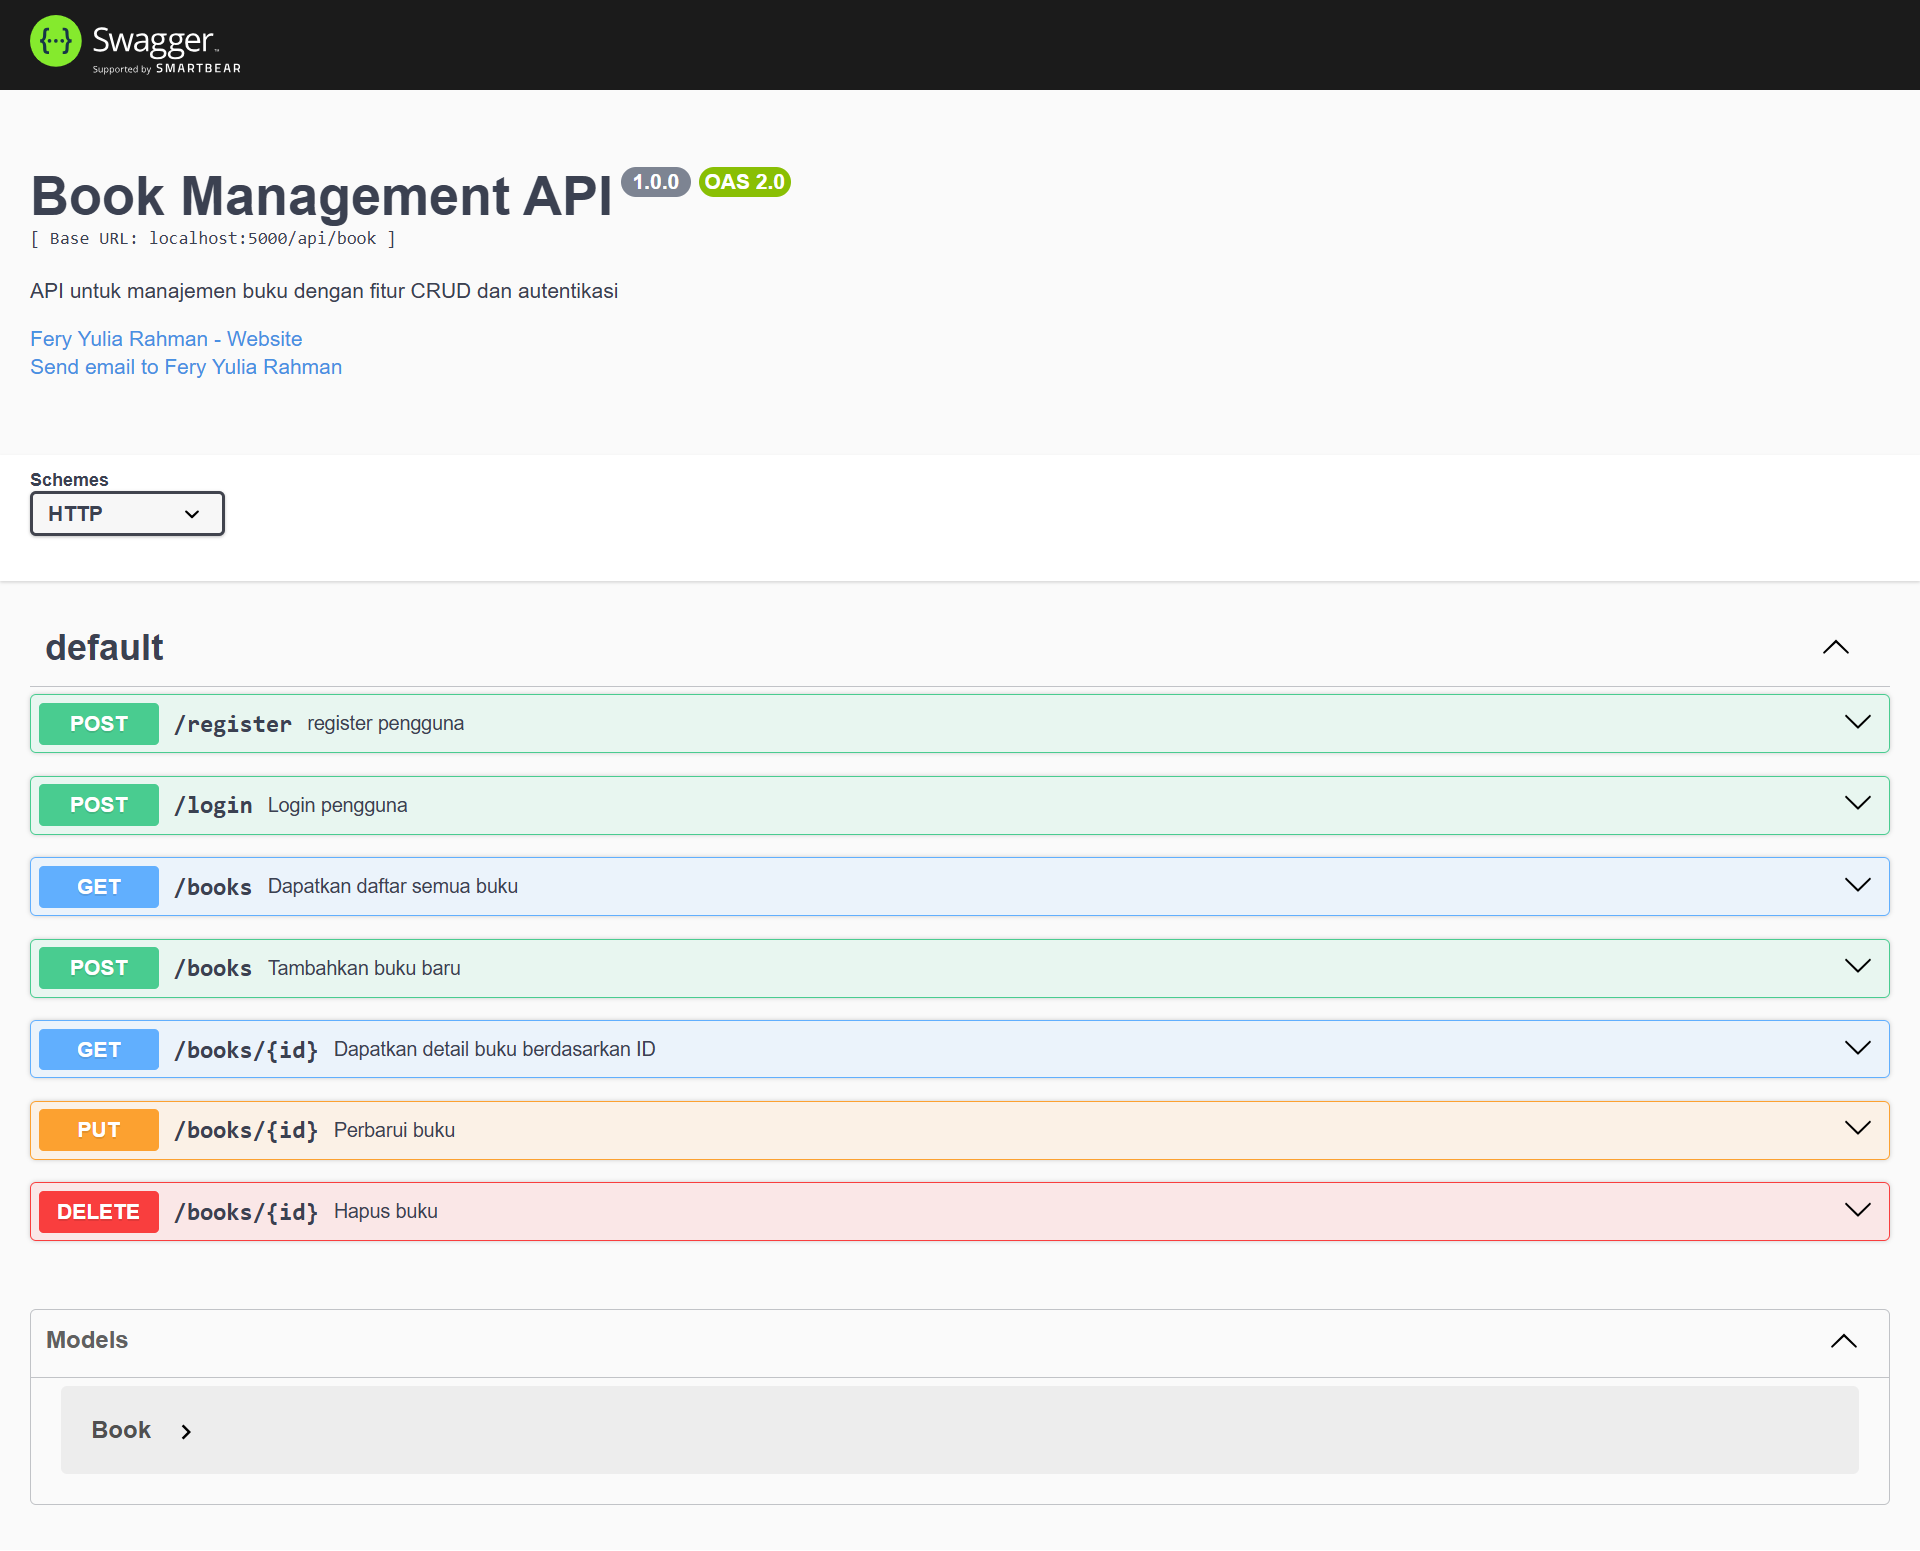 {...} Swagger™
Supported by SMARTBEAR
Book Management API 1.0.0 OAS 2.0
[ Base URL: localhost:5000/api/book ]
API untuk manajemen buku dengan fitur CRUD dan autentikasi
Fery Yulia Rahman - Website
Send email to Fery Yulia Rahman
Schemes
HTTP
default
POST /register register pengguna
POST /login Login pengguna
GET /books Dapatkan daftar semua buku
POST /books Tambahkan buku baru
GET /books/{id} Dapatkan detail buku berdasarkan ID
PUT /books/{id} Perbarui buku
DELETE /books/{id} Hapus buku
Models
Book